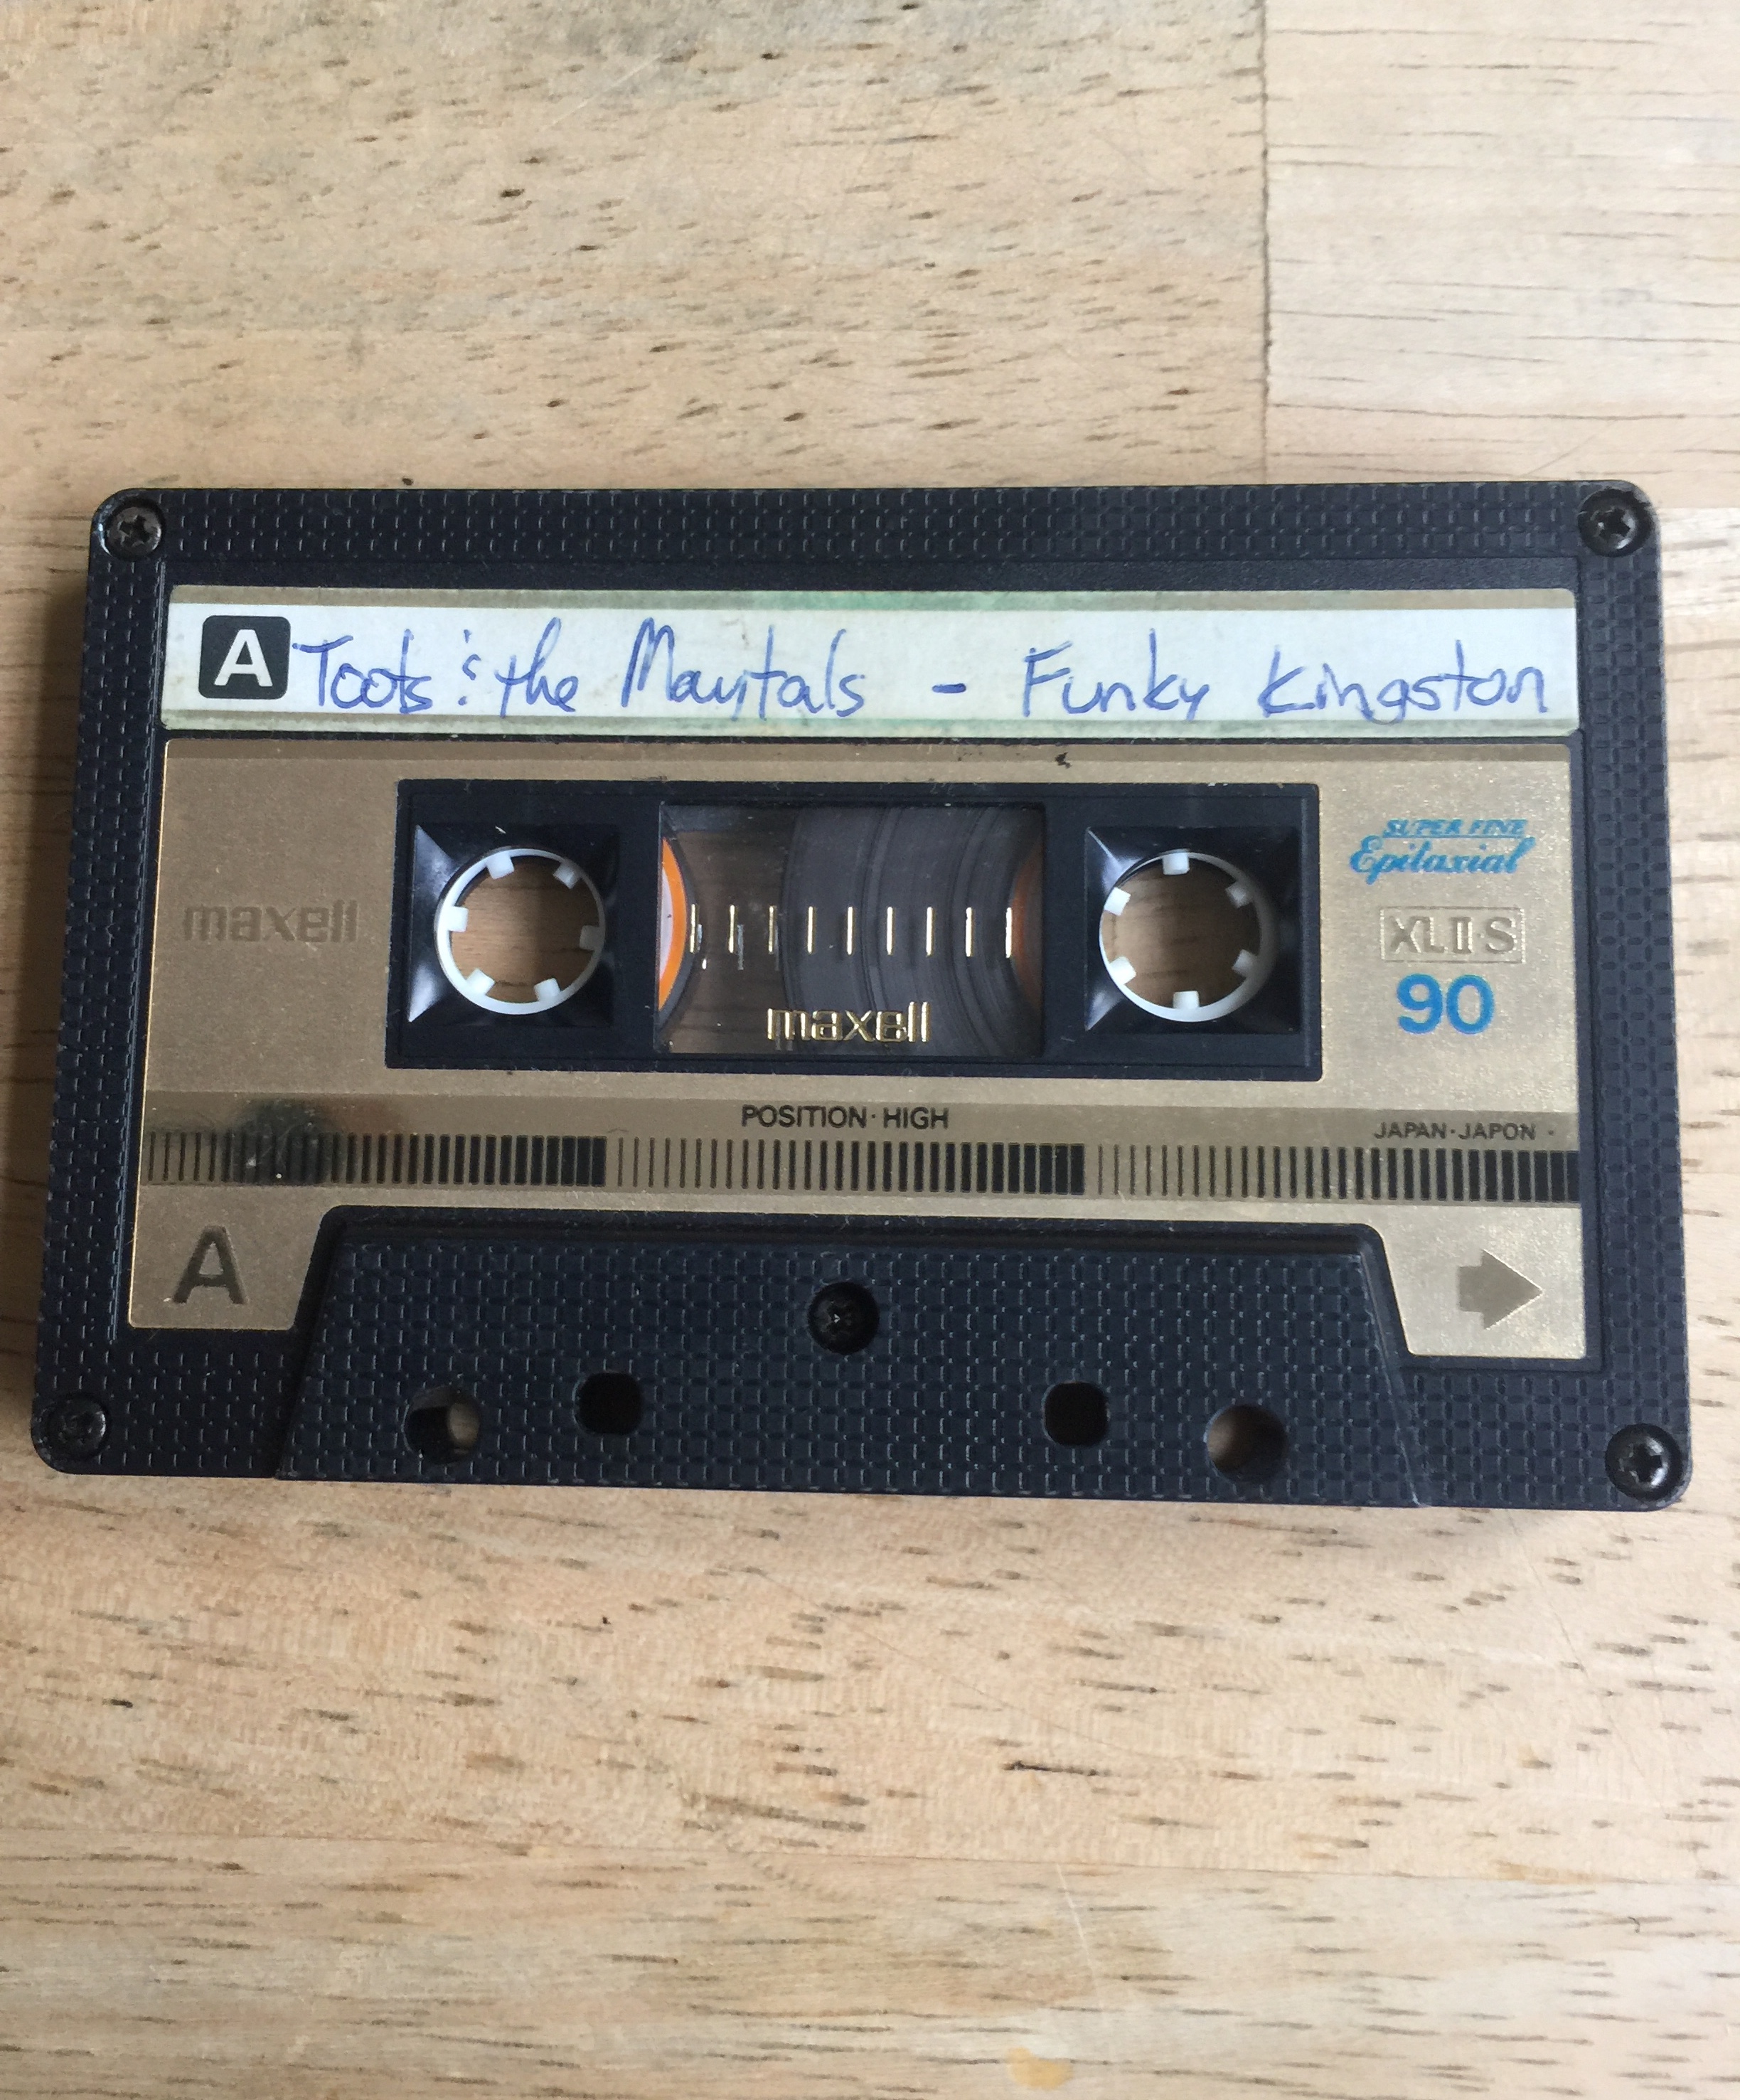 A Toots & the Maytals - Funky Kingston
maxell
maxell
SUPER FINE
Epitaxial
XLII·S
90
POSITION·HIGH
JAPAN·JAPON
A